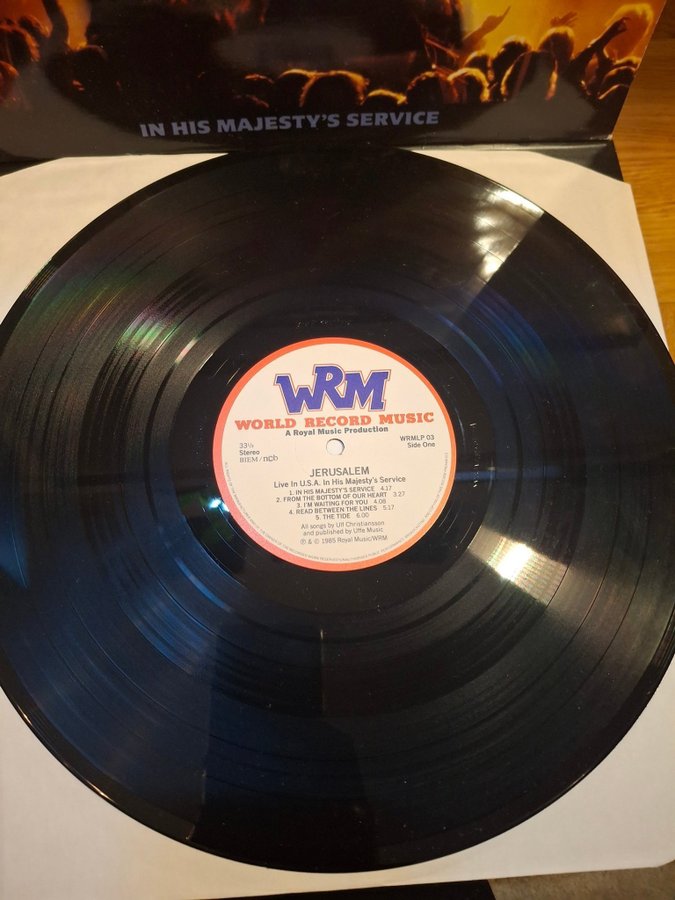 IN HIS MAJESTY'S SERVICE
WRM
WORLD RECORD MUSIC
A Royal Music Production
33⅓
Stereo
BIEM/ncb
WRMLP 03
Side One
JERUSALEM
Live In U.S.A. In His Majesty's Service
1. IN HIS MAJESTY'S SERVICE 4.17
2. FROM THE BOTTOM OF OUR HEART 3:27
3. I'M WAITING FOR YOU 4.08
4. READ BETWEEN THE LINES 5:17
5. THE TIDE 6.00
All songs by Ulf Christiansson
and published by Uffe Music
℗ & © 1985 Royal Music/WRM